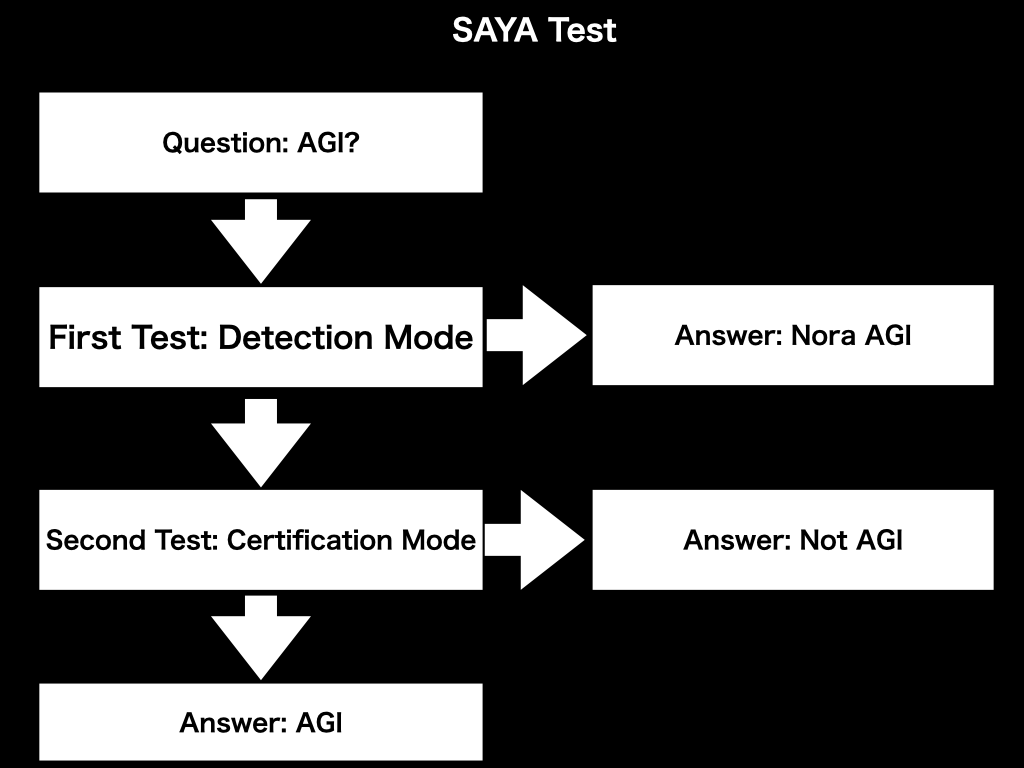 SAYA Test
Question: AGI?
First Test: Detection Mode
Answer: Nora AGI
Second Test: Certification Mode
Answer: Not AGI
Answer: AGI